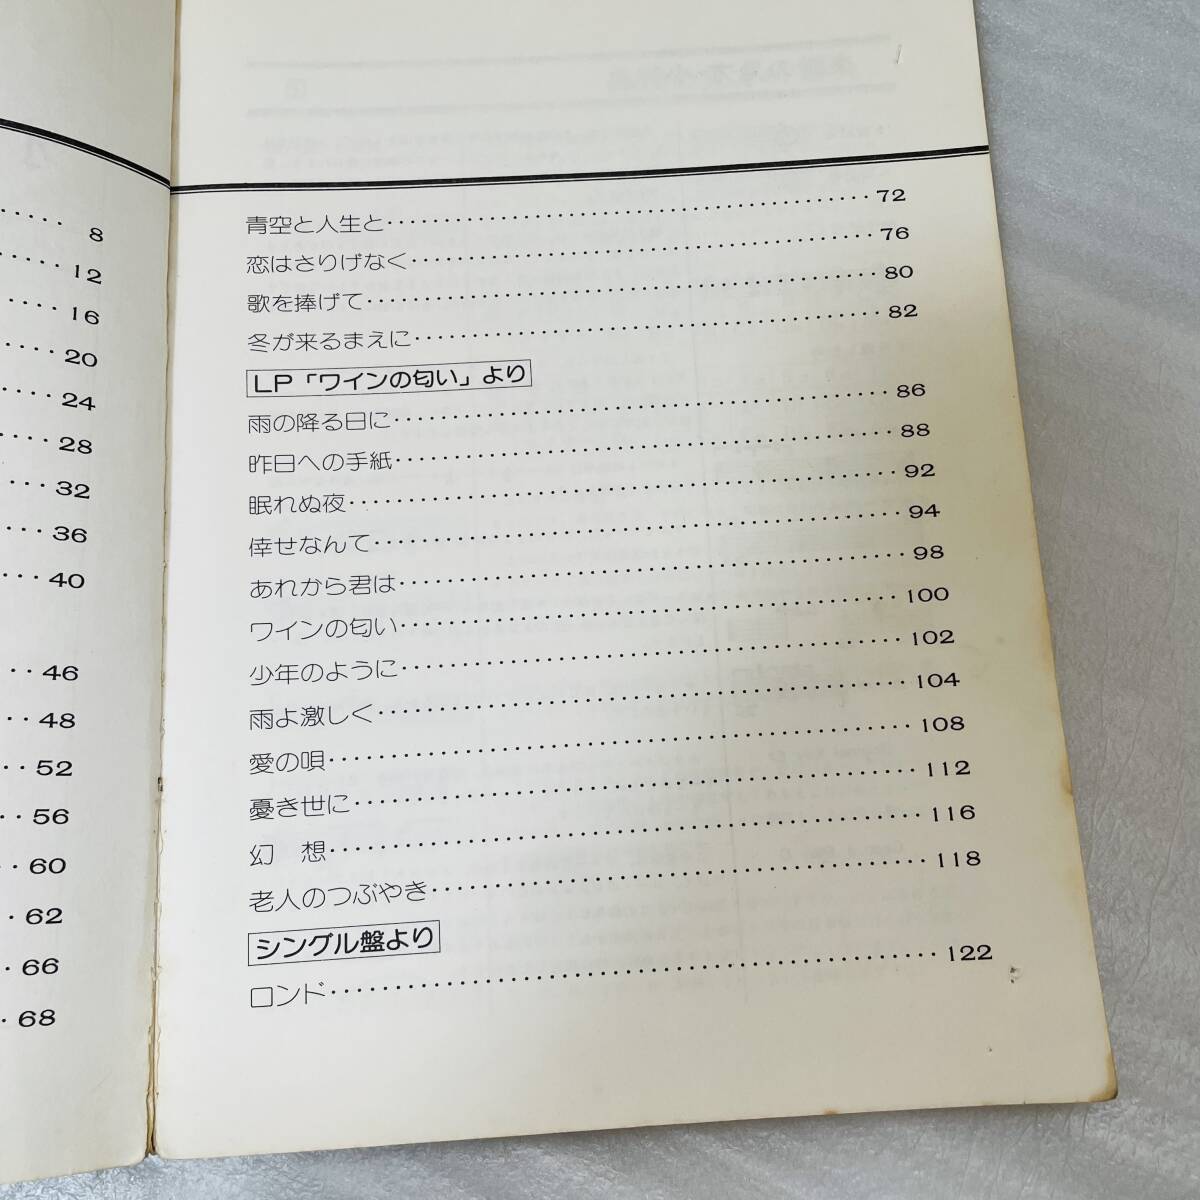 8
12
16
20
24
28
32
36
40
46
48
52
56
60
62
66
68
青空と人生と 72
恋はさりげなく 76
歌を捧げて 80
冬が来るまえに 82
LP「ワインの匂い」より
雨の降る日に 86
昨日への手紙 88
眠れぬ夜 92
倖せなんて 94
あれから君は 98
ワインの匂い 100
少年のように 102
雨よ激しく 104
愛の唄 108
憂き世に 112
幻　想 116
老人のつぶやき 118
シングル盤より
ロンド 122